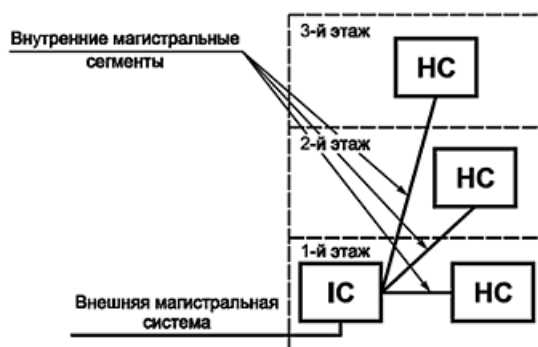 Внутренние магистральные
сегменты
3-й этаж
НС
2-й этаж
НС
1-й этаж
IC
НС
Внешняя магистральная
система